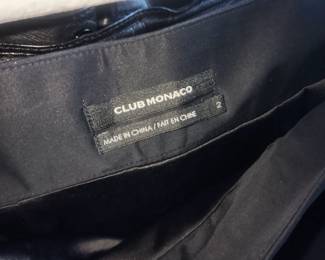 CLUB MONACO
2
MADE IN CHINA / FAIT EN CHINE